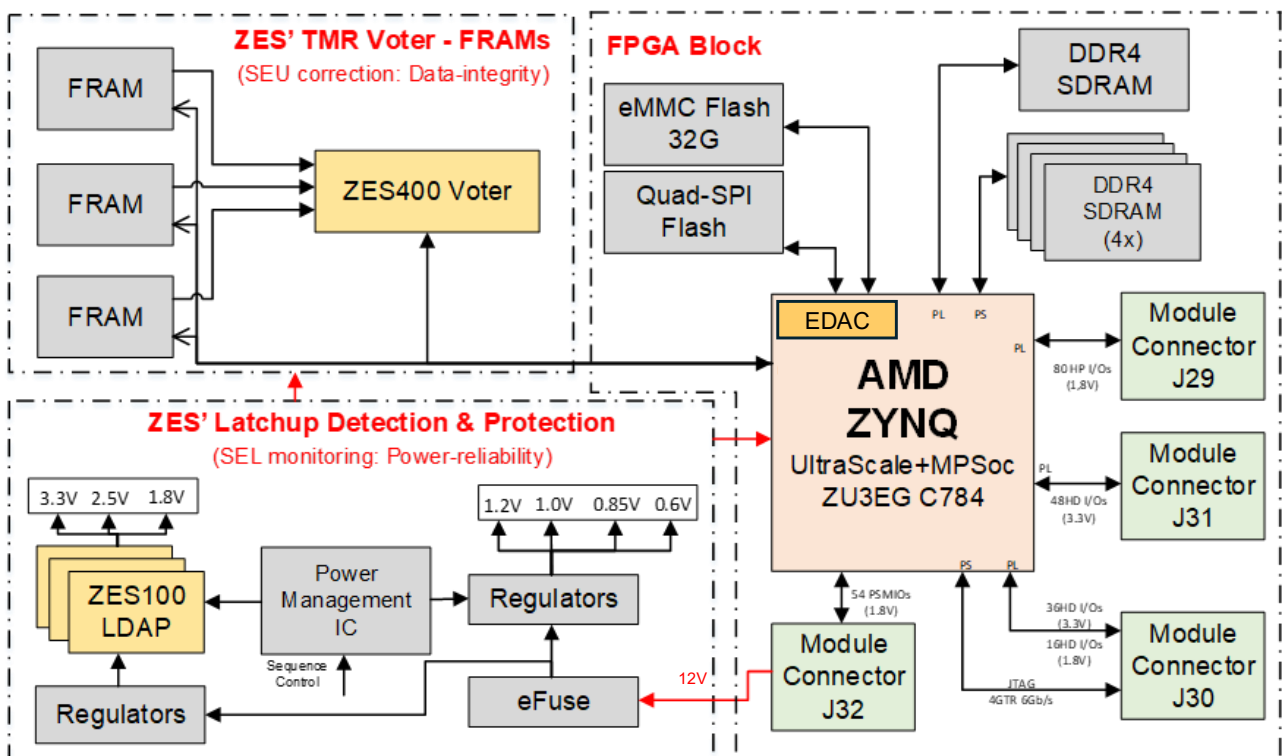 ZES' TMR Voter - FRAMs
(SEU correction: Data-integrity)
FRAM
FRAM
FRAM
ZES400 Voter
FPGA Block
eMMC Flash
32G
Quad-SPI
Flash
DDR4
SDRAM
DDR4
SDRAM
(4x)
EDAC
PL
PS
PL
AMD
ZYNQ
UltraScale+MPSoc
ZU3EG C784
80 HP I/Os
(1,8V)
Module
Connector
J29
PL
48HD I/Os
(3.3V)
Module
Connector
J31
PS
PL
36HD I/Os
(3.3V)
16HD I/Os
(1.8V)
JTAG
4GTR 6Gb/s
Module
Connector
J30
54 PSMIOs
(1.8V)
Module
Connector
J32
12V
ZES' Latchup Detection & Protection
(SEL monitoring: Power-reliability)
3.3V 2.5V 1.8V
1.2V 1.0V 0.85V 0.6V
ZES100
LDAP
Power
Management
IC
Regulators
Sequence
Control
Regulators
eFuse